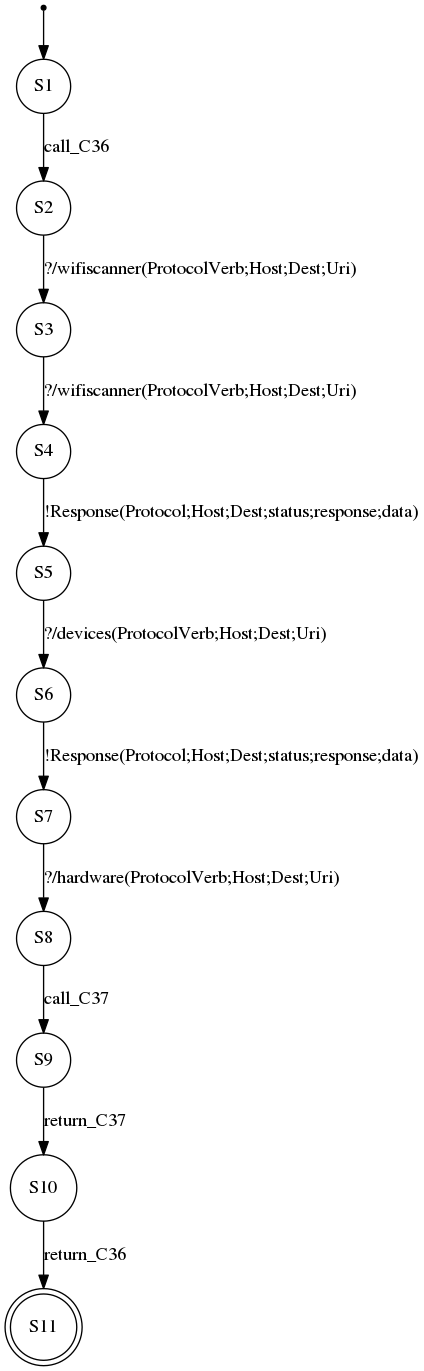 S1
call_C36
S2
?/wifiscanner(ProtocolVerb;Host;Dest;Uri)
S3
?/wifiscanner(ProtocolVerb;Host;Dest;Uri)
S4
!Response(Protocol;Host;Dest;status;response;data)
S5
?/devices(ProtocolVerb;Host;Dest;Uri)
S6
!Response(Protocol;Host;Dest;status;response;data)
S7
?/hardware(ProtocolVerb;Host;Dest;Uri)
S8
call_C37
S9
return_C37
S10
return_C36
S11